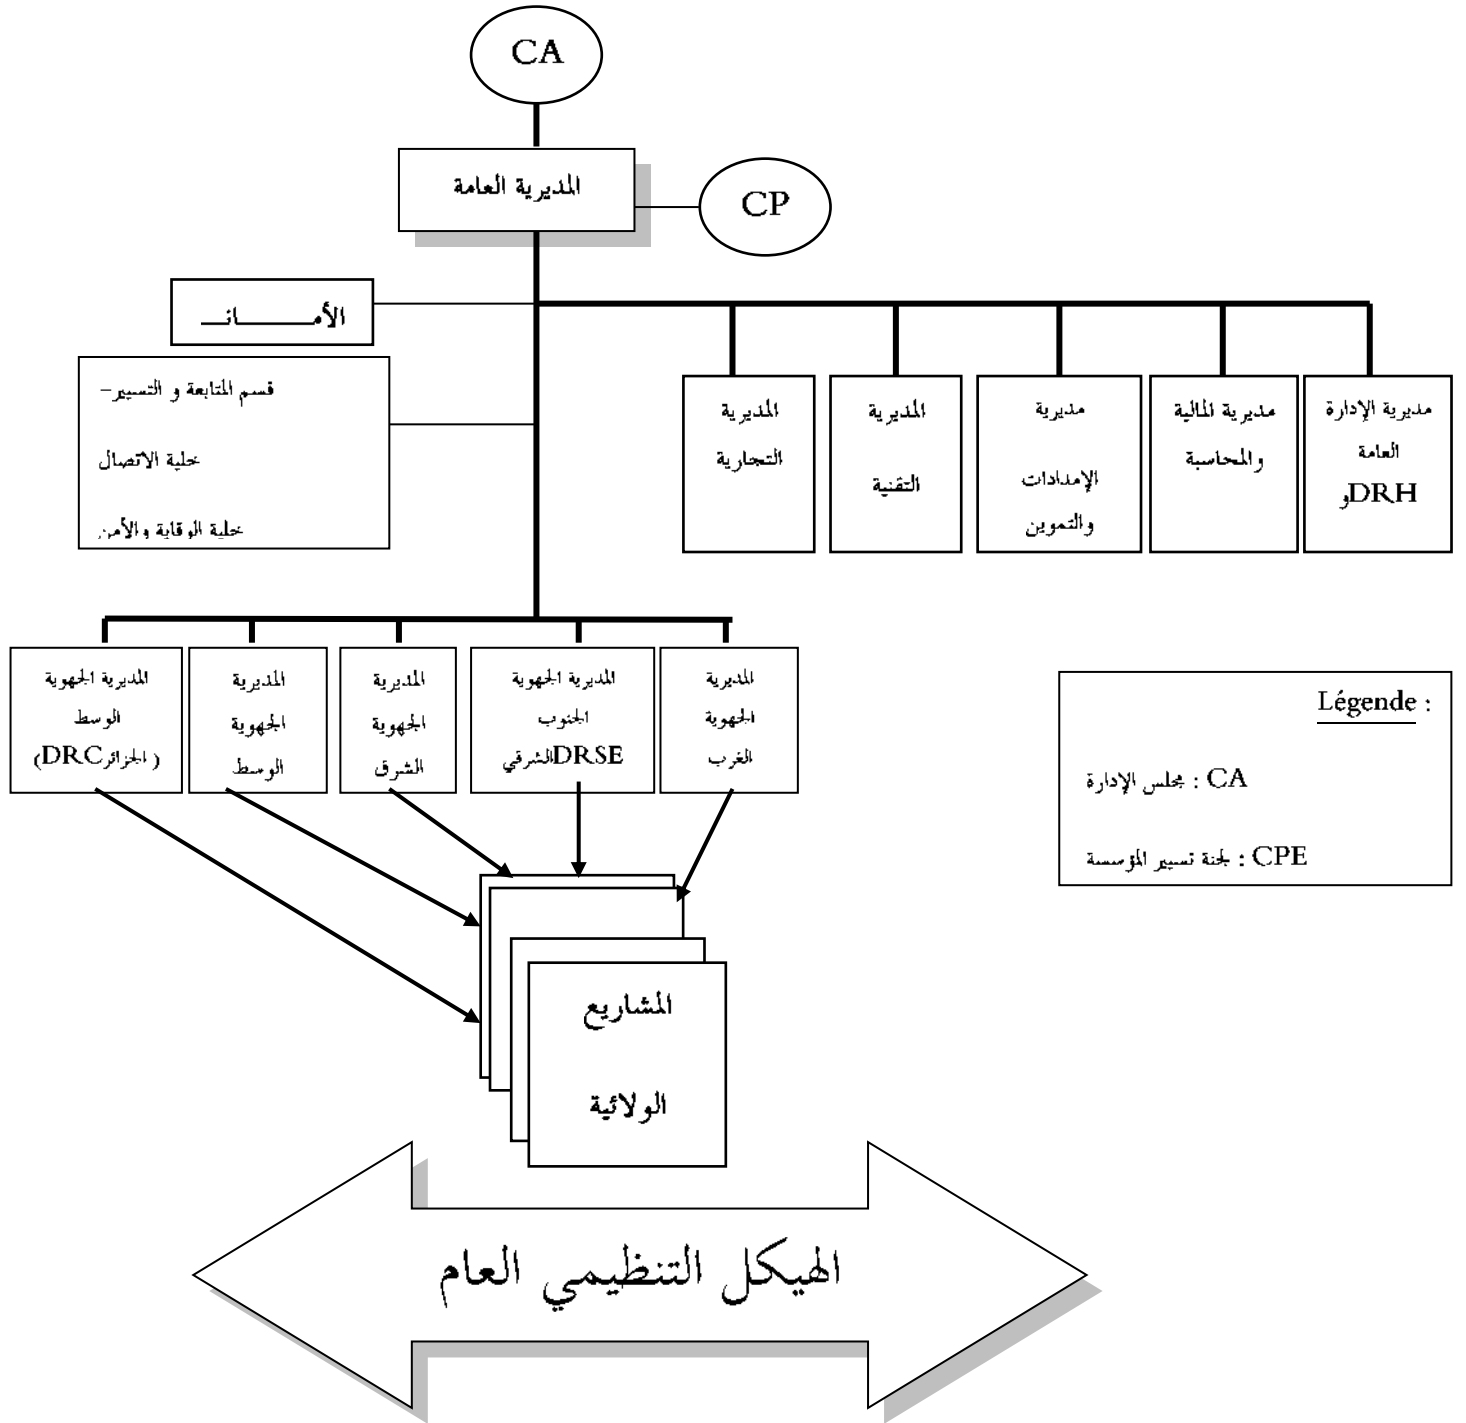 CA
المديرية العامة
CP
الأمــــــانــــ
قسم المتابعة و التسيير-
خلية الاتصال
خلية الوقاية والأمن
المديرية
التجارية
المديرية
التقنية
مديرية
الإمدادات
والتموين
مديرية المالية
والمحاسبة
مديرية الإدارة
العامة
وDRH
المديرية الجهوية
الوسط
(الجزائرDRC)
المديرية
الجهوية
الوسط
المديرية
الجهوية
الشرق
المديرية الجهوية
الجنوب
الشرقيDRSE
المديرية
الجهوية
الغرب
Légende :
CA : مجلس الإدارة
CPE : لجنة تسيير المؤسسة
المشاريع
الولائية
الهيكل التنظيمي العام